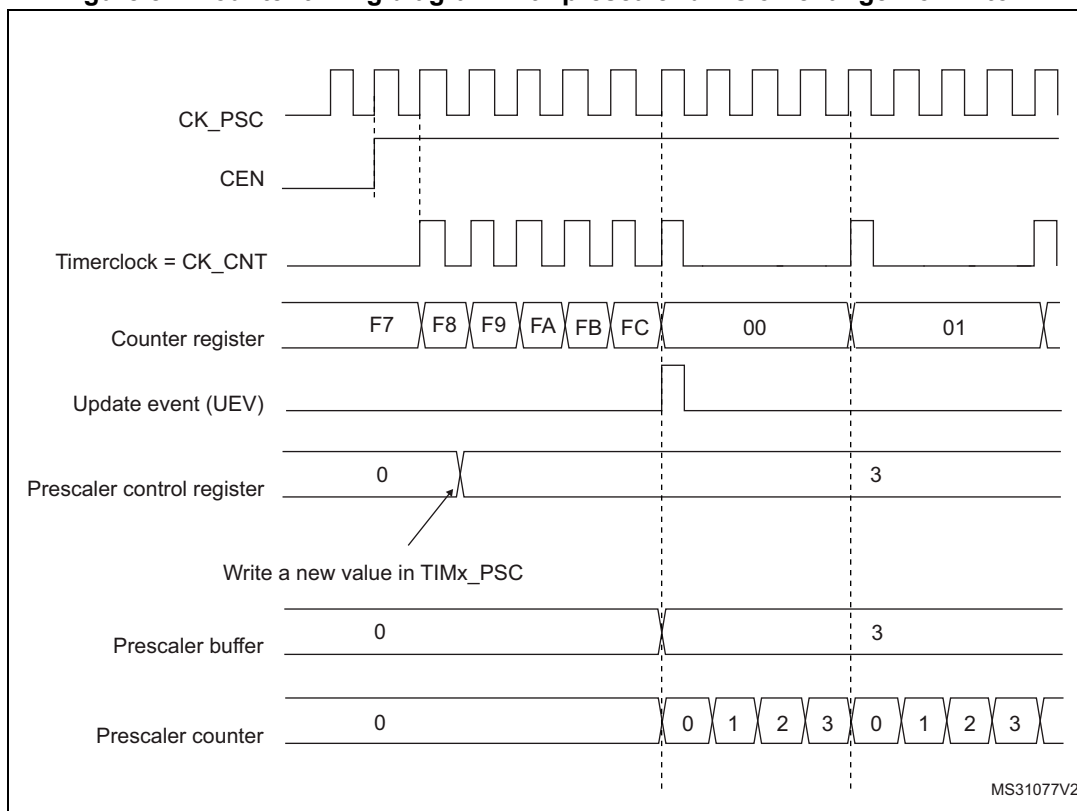 CK_PSC
CEN
Timerclock = CK_CNT
Counter register F7 F8 F9 FA FB FC 00 01
Update event (UEV)
Prescaler control register 0 3
Write a new value in TIMx_PSC
Prescaler buffer 0 3
Prescaler counter 0 0 1 2 3 0 1 2 3
MS31077V2